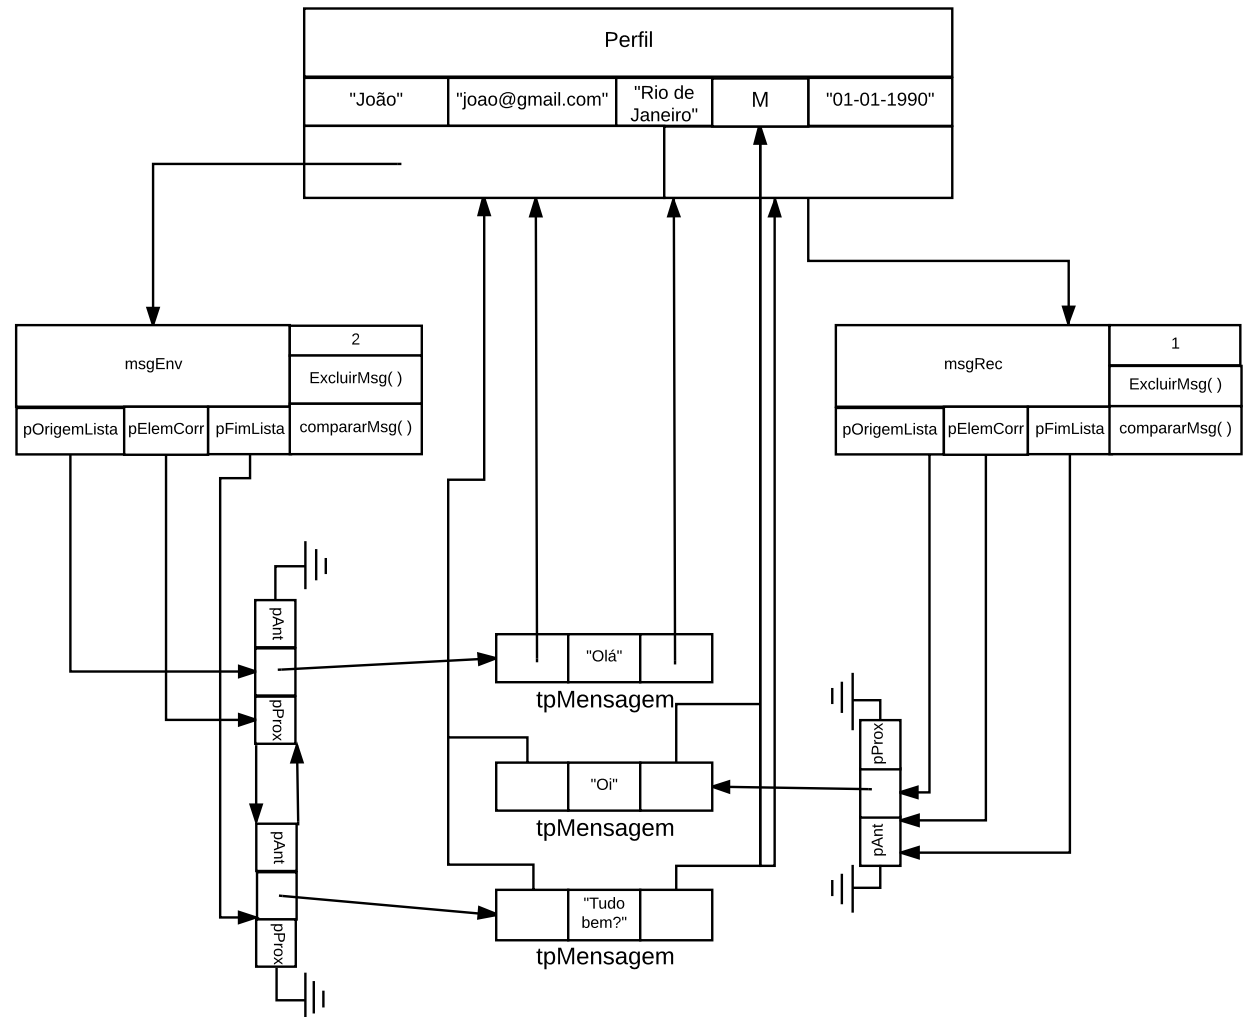 Perfil
"João"
"joao@gmail.com"
"Rio de
Janeiro"
M
"01-01-1990"
msgEnv
2
ExcluirMsg( )
pOrigemLista
pElemCorr
pFimLista
compararMsg( )
msgRec
1
ExcluirMsg( )
pOrigemLista
pElemCorr
pFimLista
compararMsg( )
pAnt
pProx
pAnt
pProx
"Olá"
tpMensagem
"Oi"
tpMensagem
"Tudo
bem?"
tpMensagem
pProx
pAnt